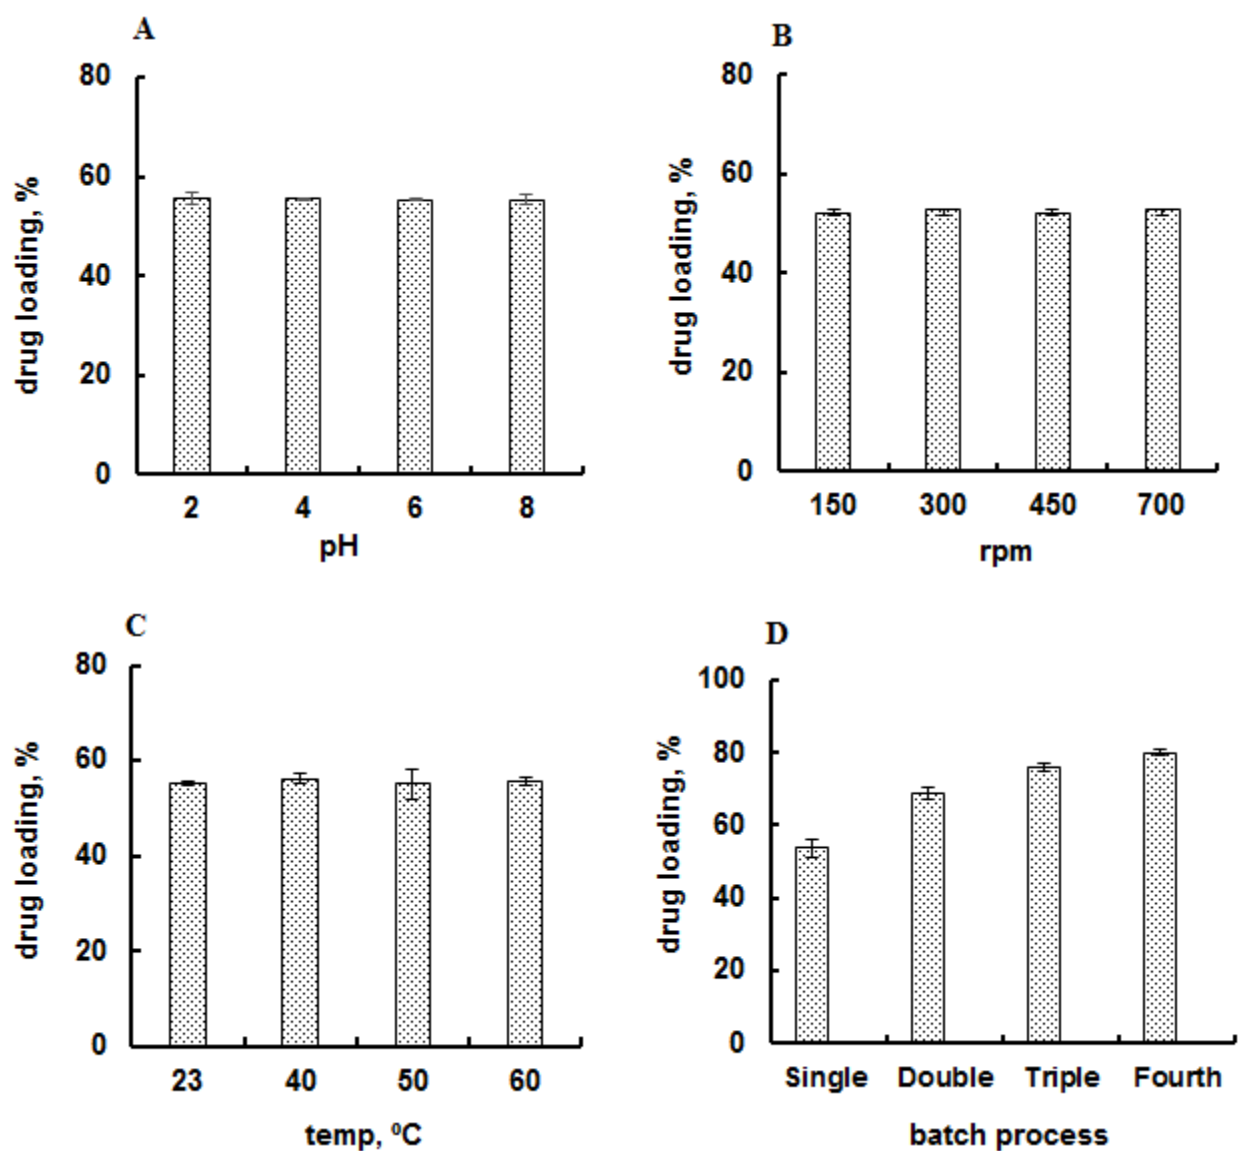 A
80
60
40
20
0
drug loading, %
2 4 6 8
pH
B
80
60
40
20
0
drug loading, %
150 300 450 700
rpm
C
80
60
40
20
0
drug loading, %
23 40 50 60
temp, ⁰C
D
100
80
60
40
20
0
drug loading, %
Single Double Triple Fourth
batch process